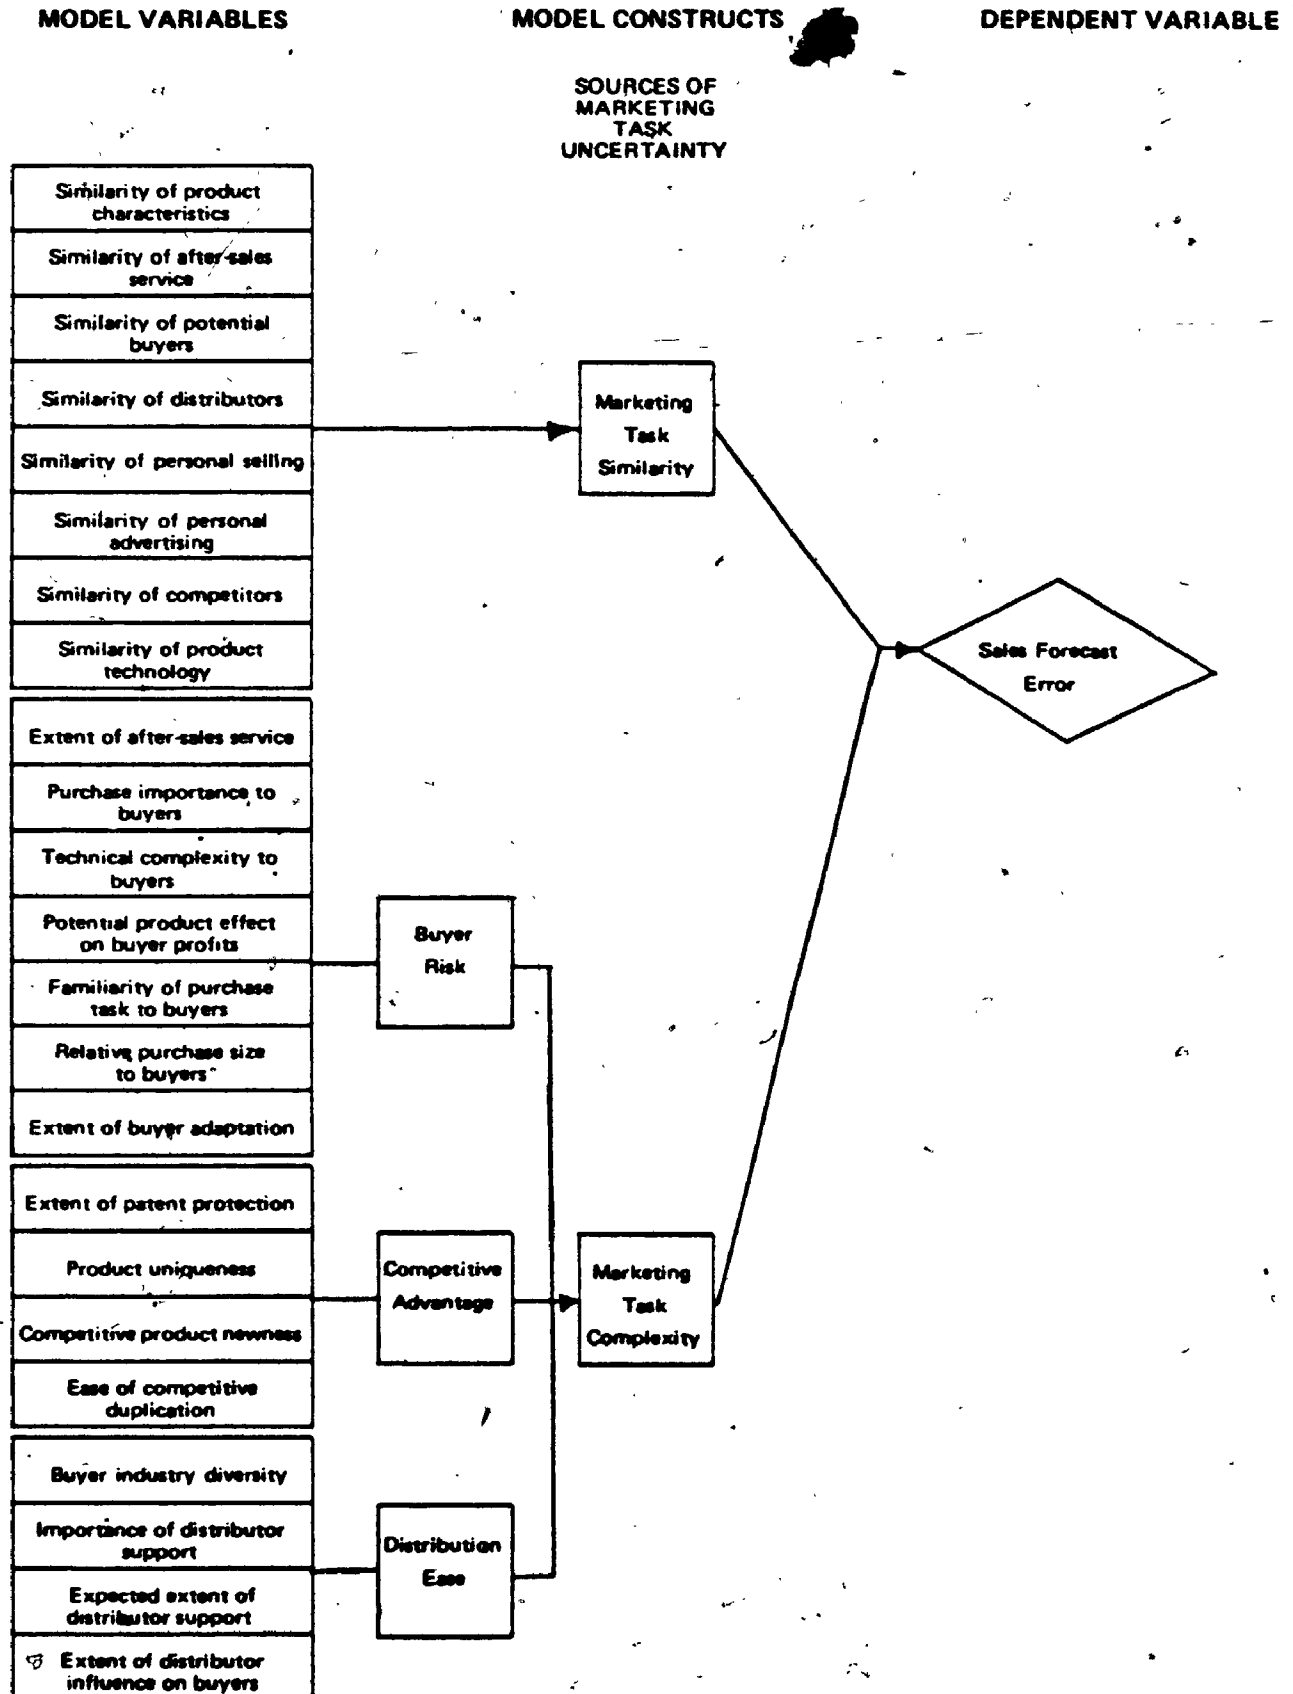 MODEL VARIABLES
MODEL CONSTRUCTS
DEPENDENT VARIABLE
SOURCES OF
MARKETING
TASK
UNCERTAINTY
Similarity of product
characteristics
Similarity of after-sales
service
Similarity of potential
buyers
Similarity of distributors
Similarity of personal selling
Similarity of personal
advertising
Similarity of competitors
Similarity of product
technology
Marketing
Task
Similarity
Sales Forecast
Error
Extent of after-sales service
Purchase importance to
buyers
Technical complexity to
buyers
Potential product effect
on buyer profits
Familiarity of purchase
task to buyers
Relative purchase size
to buyers
Extent of buyer adaptation
Buyer
Risk
Extent of patent protection
Product uniqueness
Competitive product newness
Ease of competitive
duplication
Competitive
Advantage
Marketing
Task
Complexity
Buyer industry diversity
Importance of distributor
support
Expected extent of
distributor support
Extent of distributor
influence on buyers
Distribution
Ease